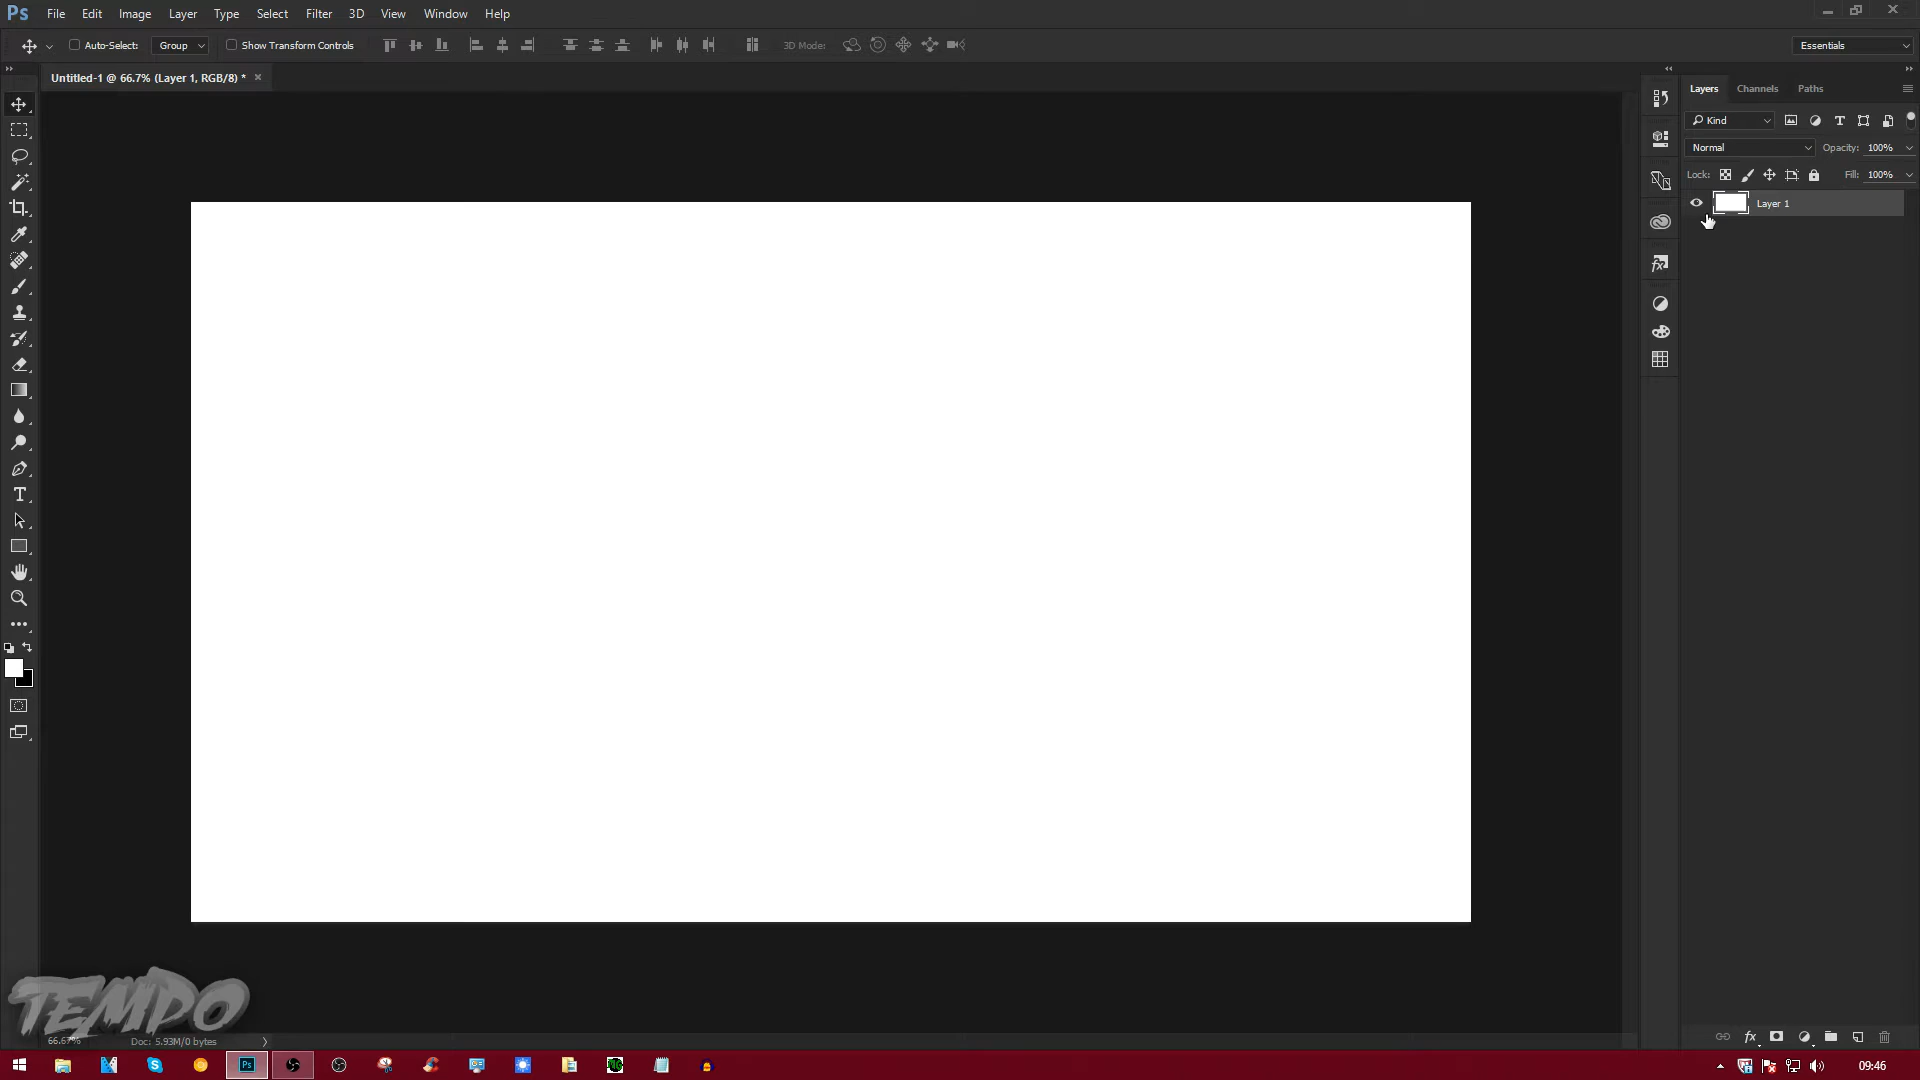 Ps File Edit Image Layer Type Select Filter 3D View Window Help
Auto-Select: Group Show Transform Controls 3D Mode: Essentials
Untitled-1 @ 66.7% (Layer 1, RGB/8) * ×
Layers Channels Paths
Kind
Normal Opacity: 100%
Lock: Fill: 100%
Layer 1
TEMPO
66.67% Doc: 5.93M/0 bytes
09:46